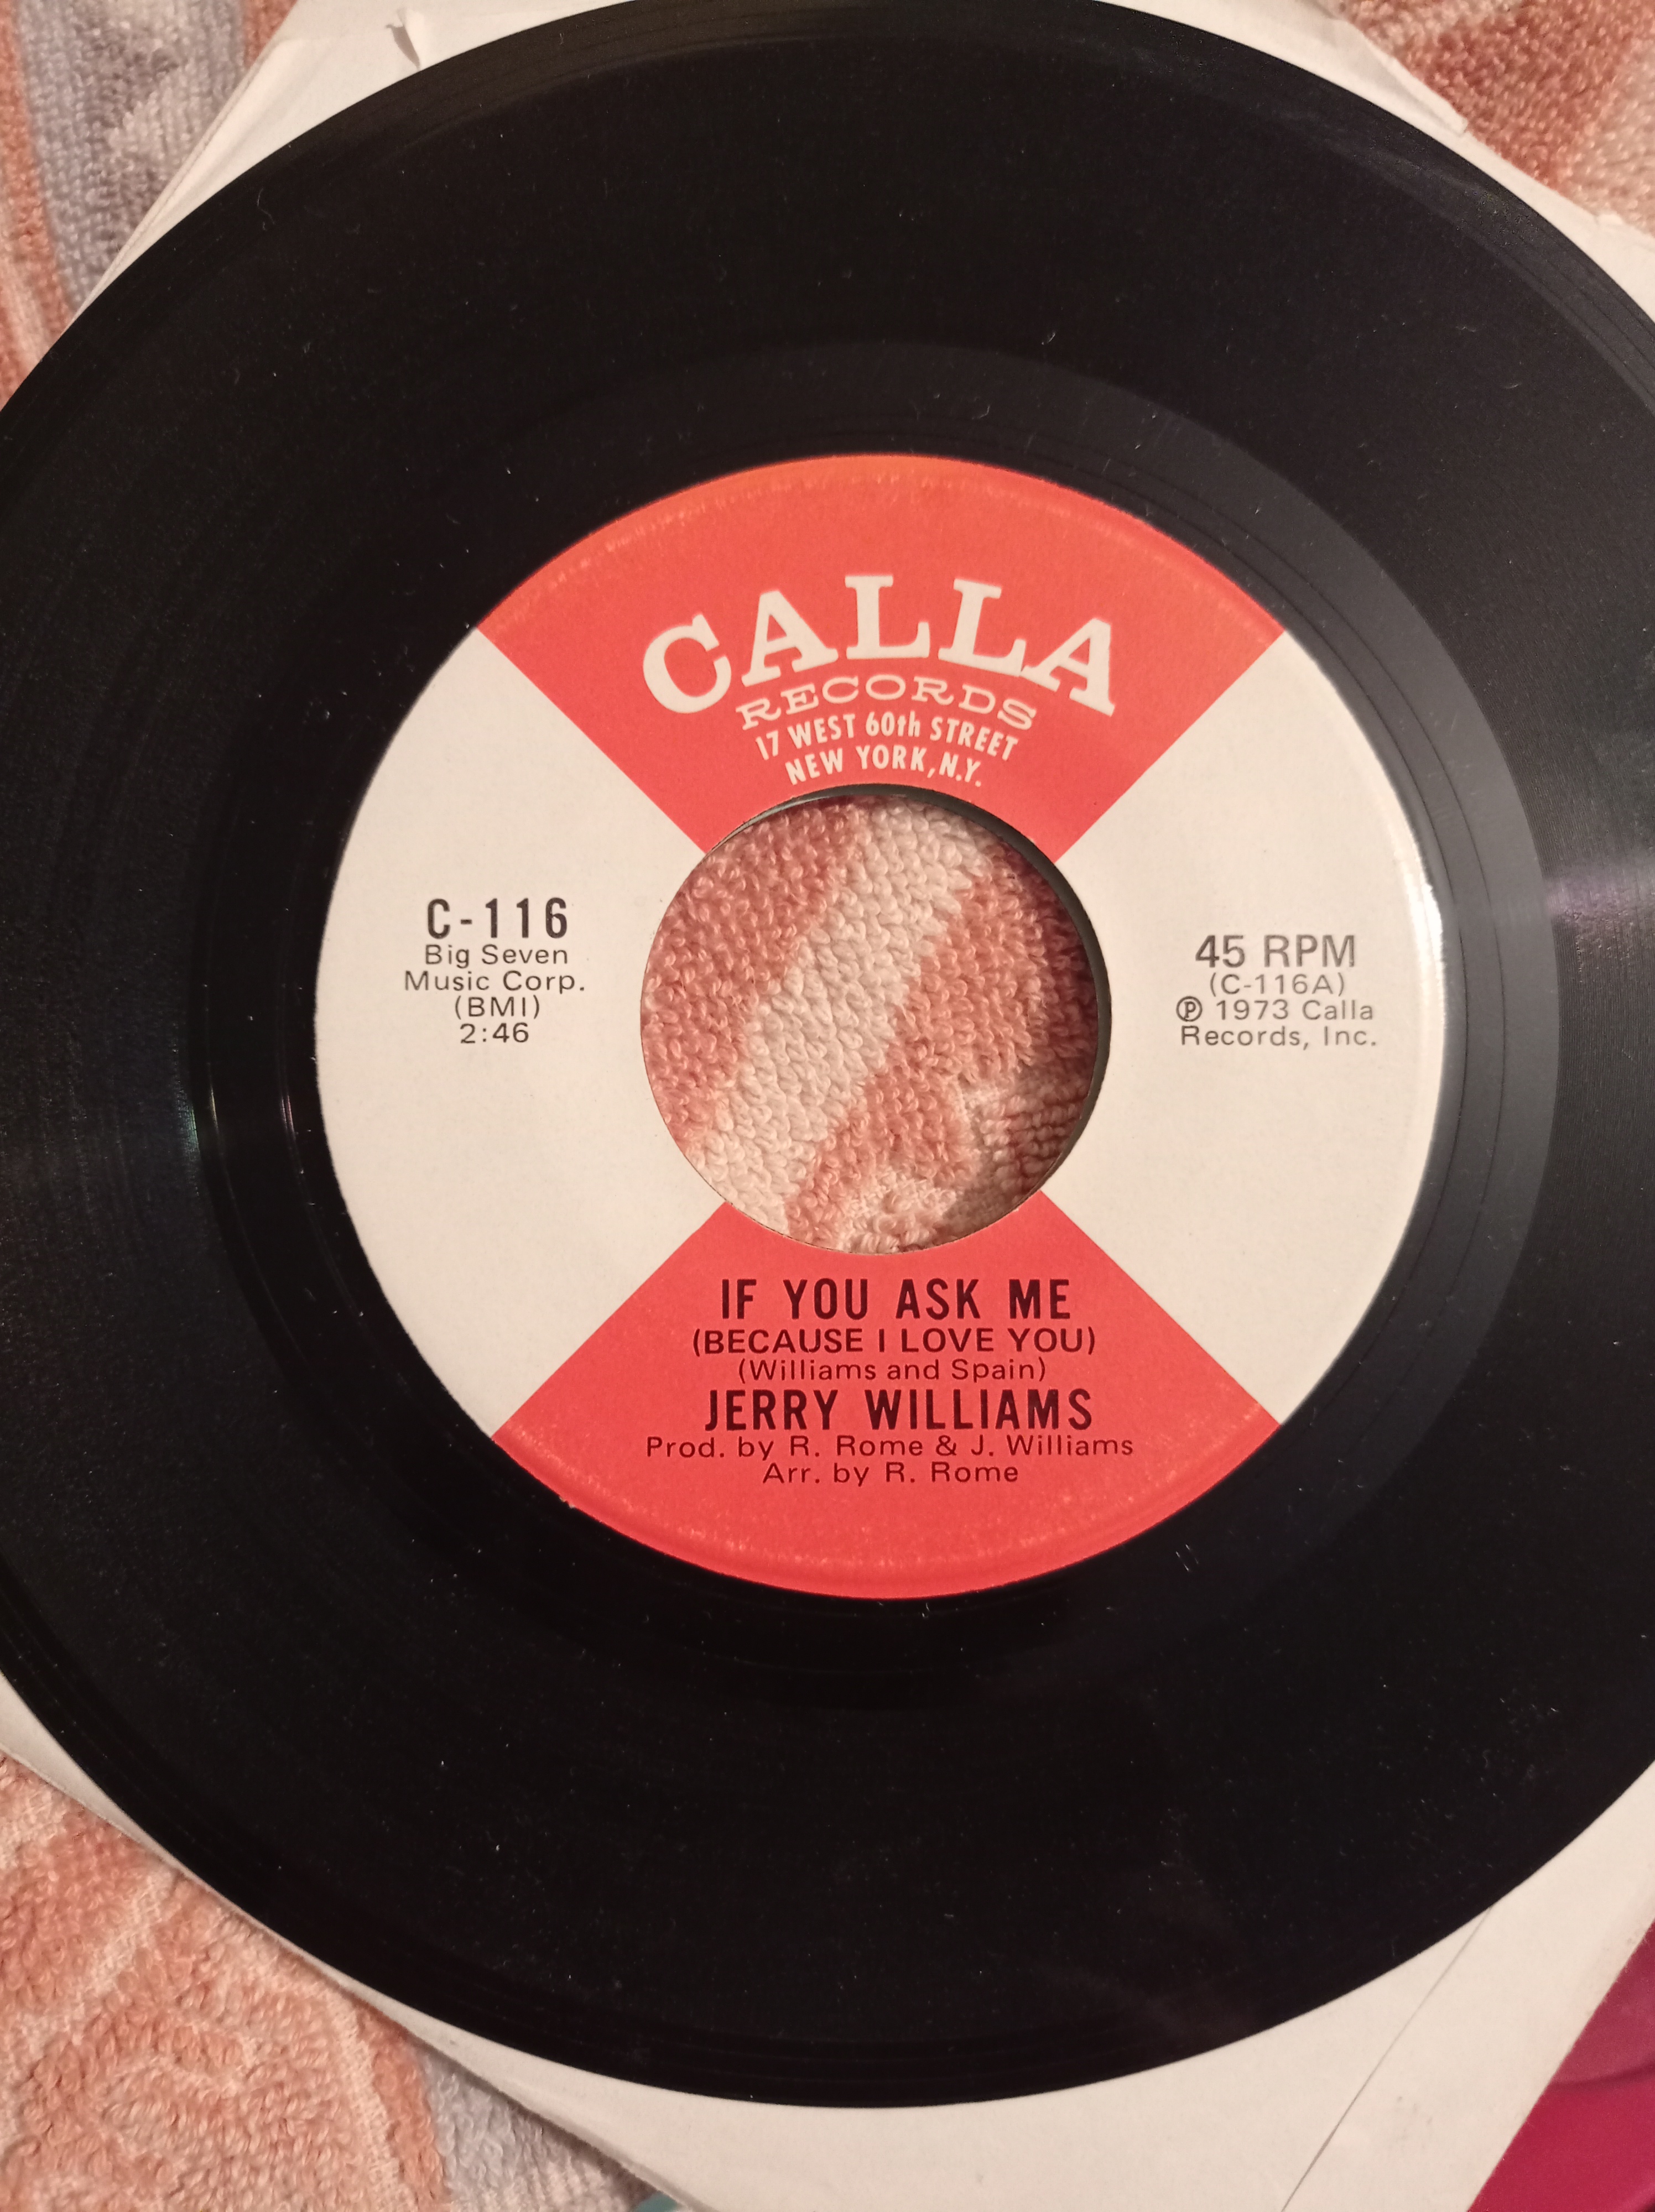 CALLA
RECORDS
17 WEST 60th STREET
NEW YORK, N.Y.
C-116
Big Seven
Music Corp.
(BMI)
2:46
45 RPM
(C-116A)
℗ 1973 Calla
Records, Inc.
IF YOU ASK ME
(BECAUSE I LOVE YOU)
(Williams and Spain)
JERRY WILLIAMS
Prod. by R. Rome & J. Williams
Arr. by R. Rome